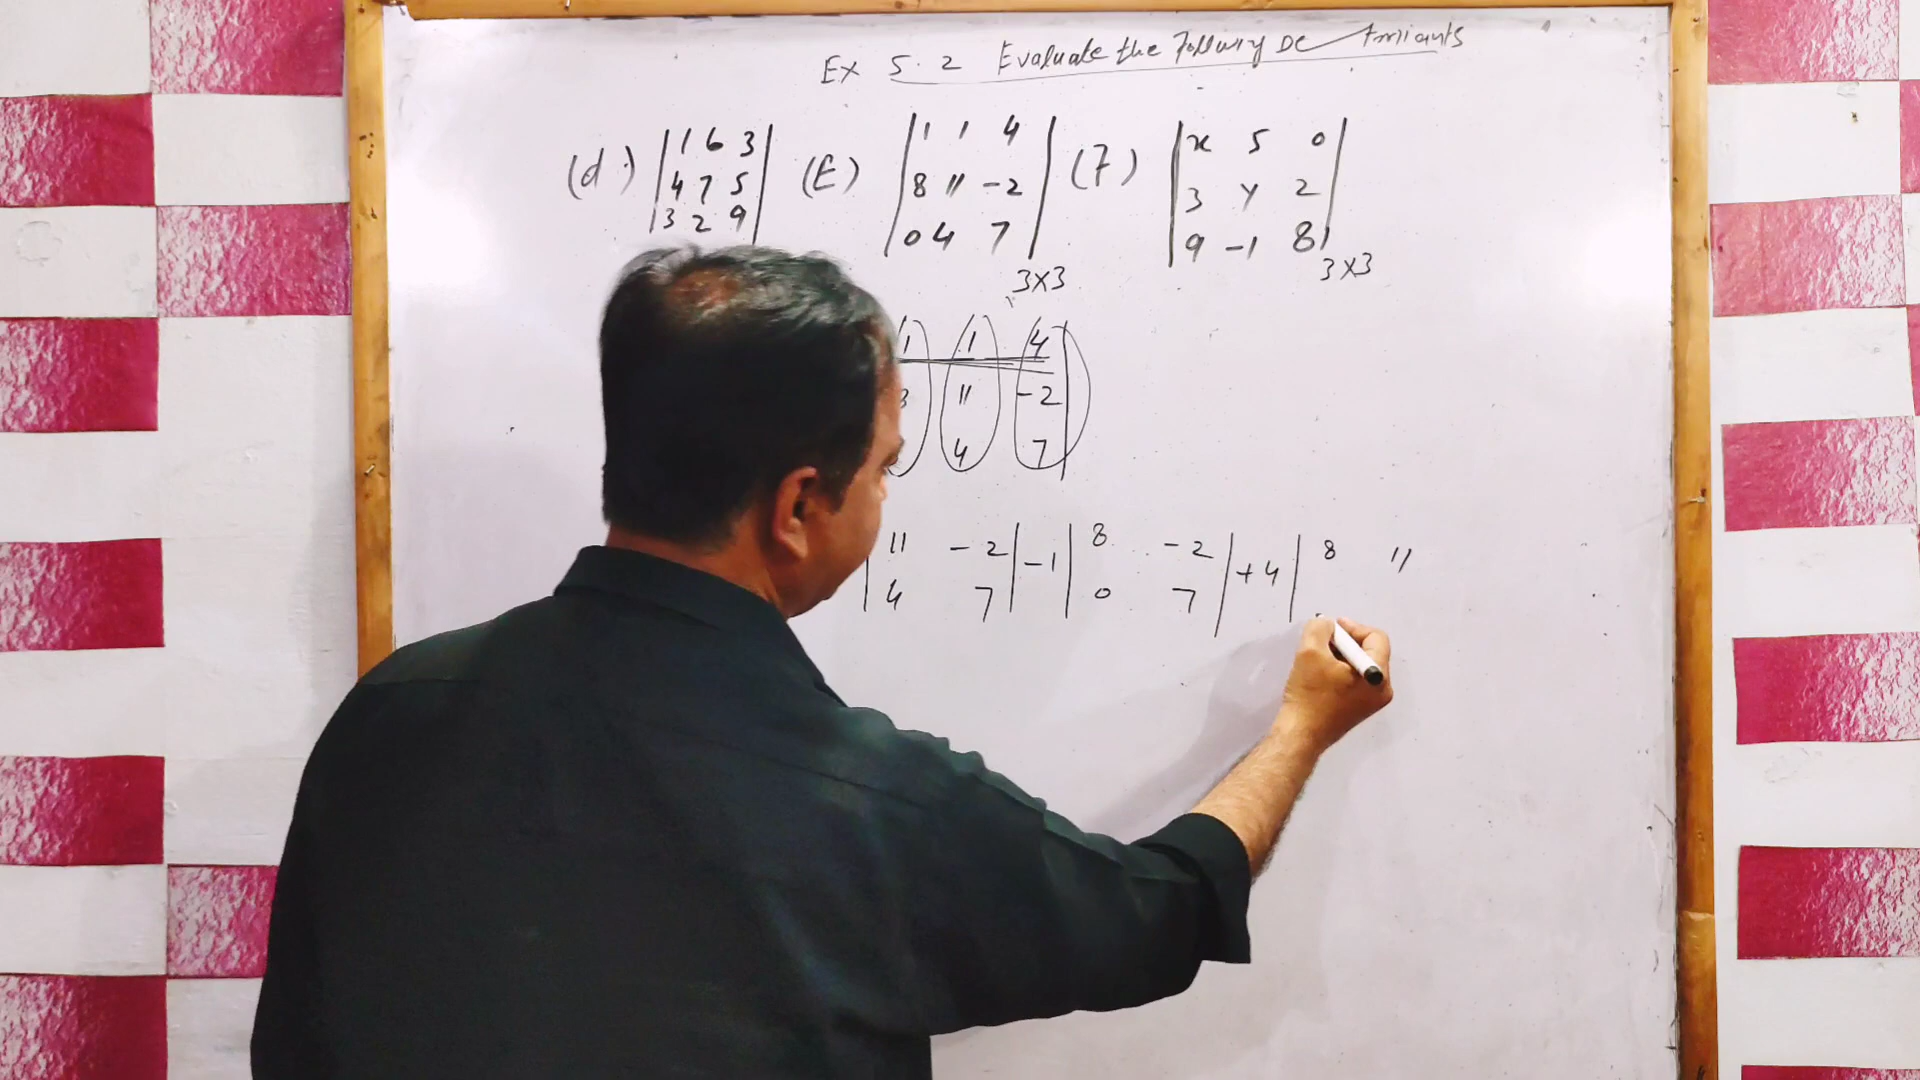 Ex 5.2 Evaluate the Following
(d.) | 1 6 3 | (E) | 1 1 4 | (F) | x 5 0 |
| 4 7 5 | | 8 11 -2 | | 3 y 2 |
| 3 2 9 | | 0 4 7 | | 9 -1 8 |
3x3 3x3
1 1 4
11 -2
4 7
| 11 -2 | -1 | 8 -2 | +4 | 8 11
| 4 7 | | 0 7 | |